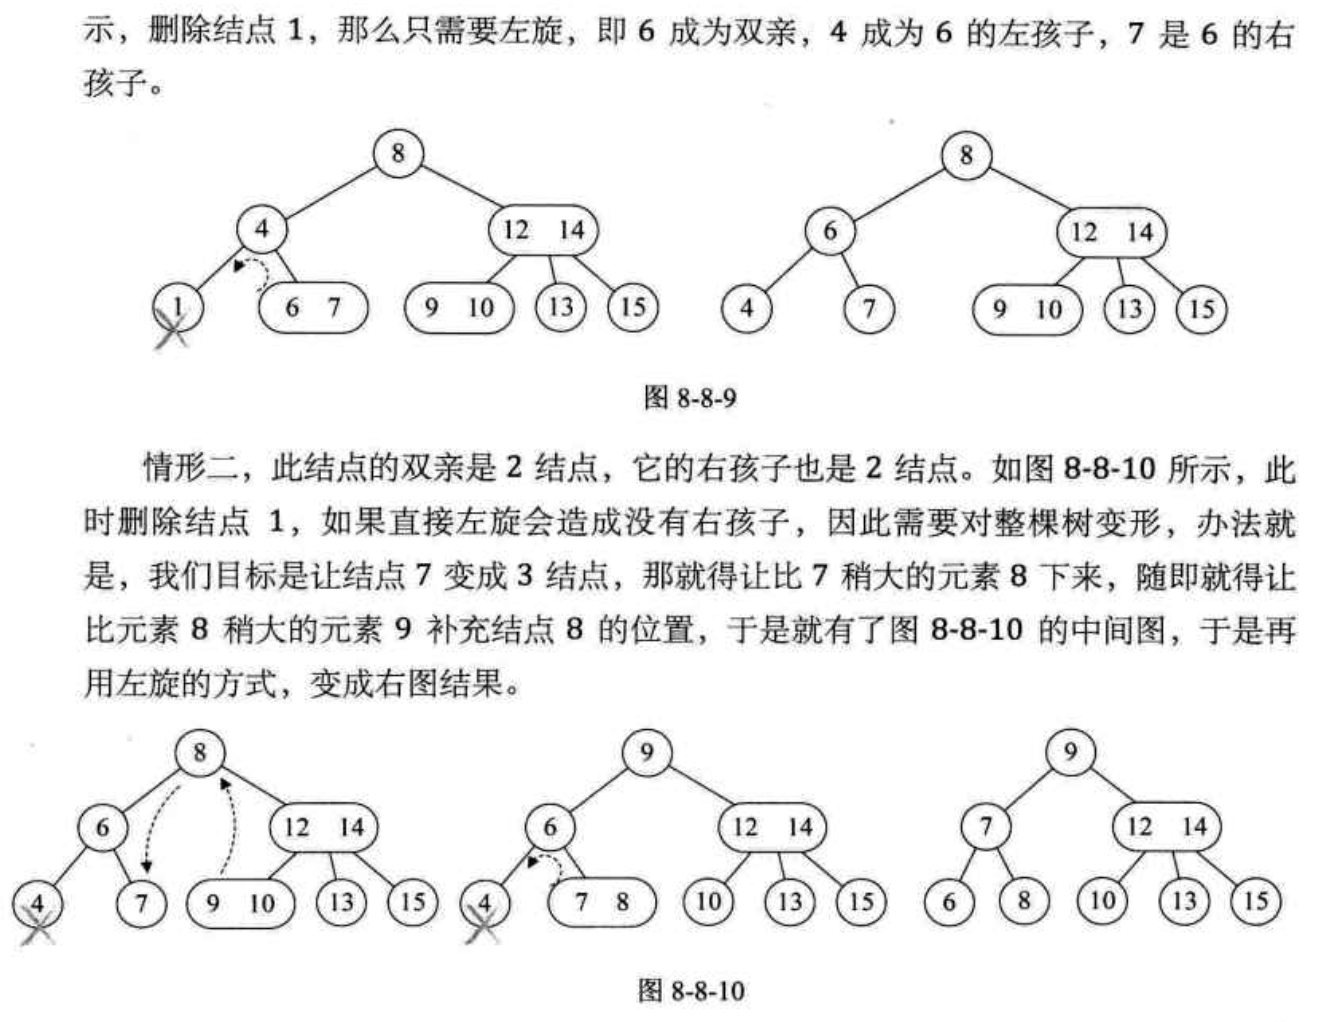 示，删除结点 1，那么只需要左旋，即 6 成为双亲，4 成为 6 的左孩子，7 是 6 的右
孩子。
8 8
4 12 14 6 12 14
1 6 7 9 10 13 15 4 7 9 10 13 15
图 8-8-9
情形二，此结点的双亲是 2 结点，它的右孩子也是 2 结点。如图 8-8-10 所示，此
时删除结点 1，如果直接左旋会造成没有右孩子，因此需要对整棵树变形，办法就
是，我们目标是让结点 7 变成 3 结点，那就得让比 7 稍大的元素 8 下来，随即就得让
比元素 8 稍大的元素 9 补充结点 8 的位置，于是就有了图 8-8-10 的中间图，于是再
用左旋的方式，变成右图结果。
8 9 9
6 12 14 6 12 14 7 12 14
4 7 9 10 13 15 4 7 8 10 13 15 6 8 10 13 15
图 8-8-10